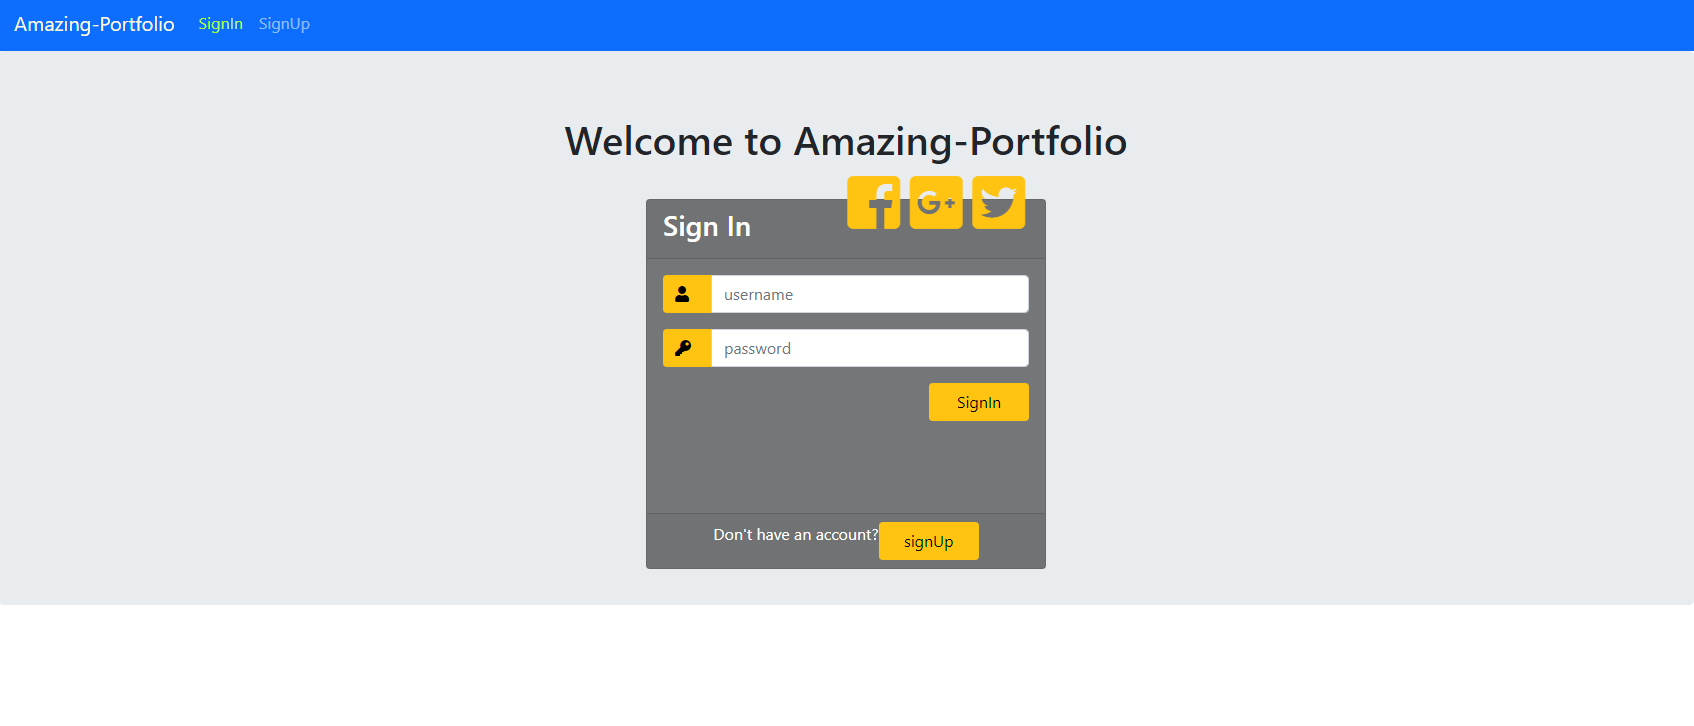 Amazing-Portfolio SignIn SignUp
Welcome to Amazing-Portfolio
Sign In
username
password
SignIn
Don't have an account? signUp